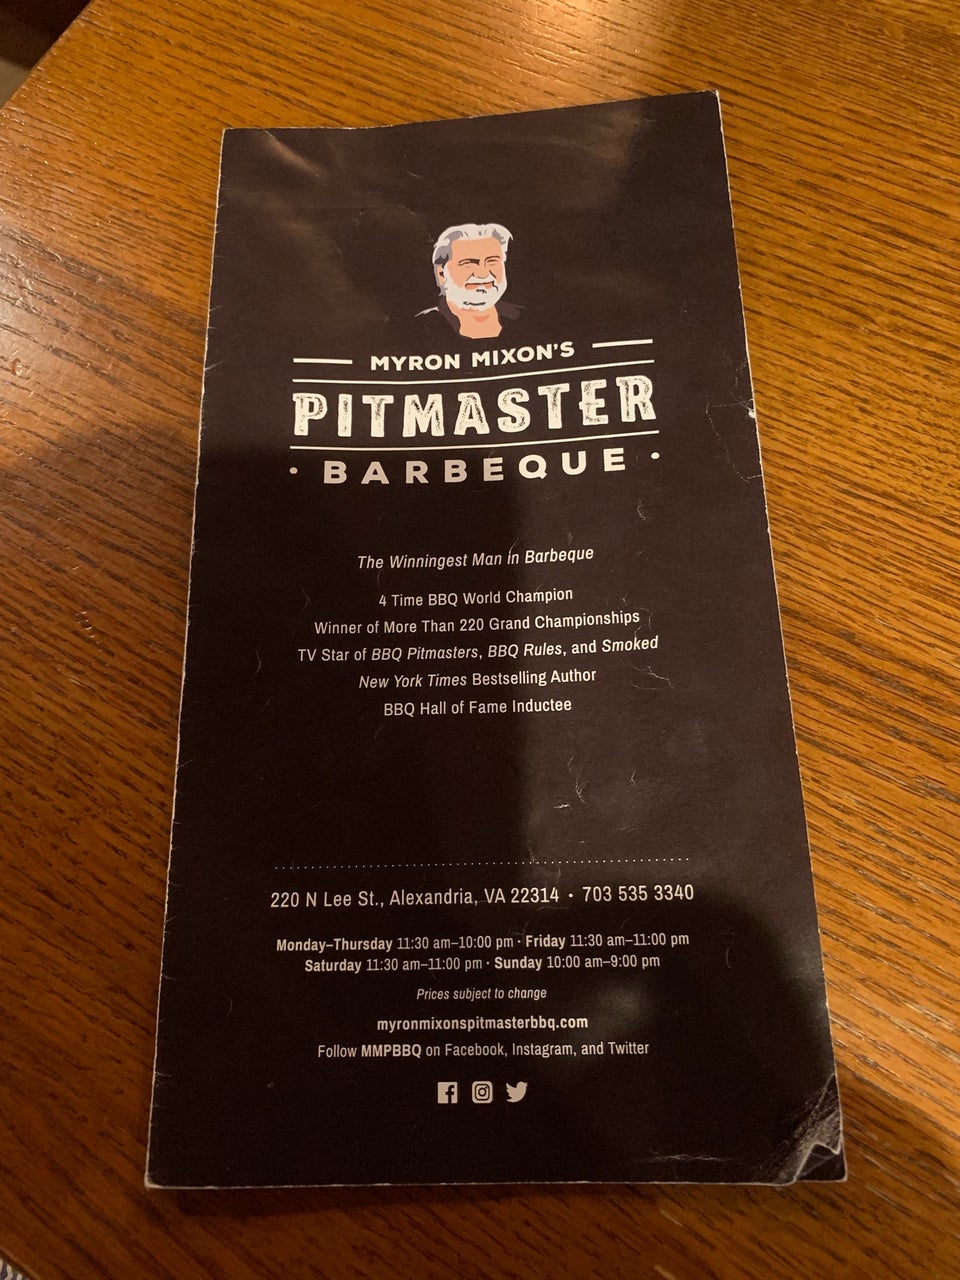 MYRON MIXON'S
PITMASTER
• BARBEQUE •
The Winningest Man in Barbeque
4 Time BBQ World Champion
Winner of More Than 220 Grand Championships
TV Star of BBQ Pitmasters, BBQ Rules, and Smoked
New York Times Bestselling Author
BBQ Hall of Fame Inductee
220 N Lee St., Alexandria, VA 22314 • 703 535 3340
Monday–Thursday 11:30 am–10:00 pm · Friday 11:30 am–11:00 pm
Saturday 11:30 am–11:00 pm · Sunday 10:00 am–9:00 pm
Prices subject to change
myronmixonspitmasterbbq.com
Follow MMPBBQ on Facebook, Instagram, and Twitter